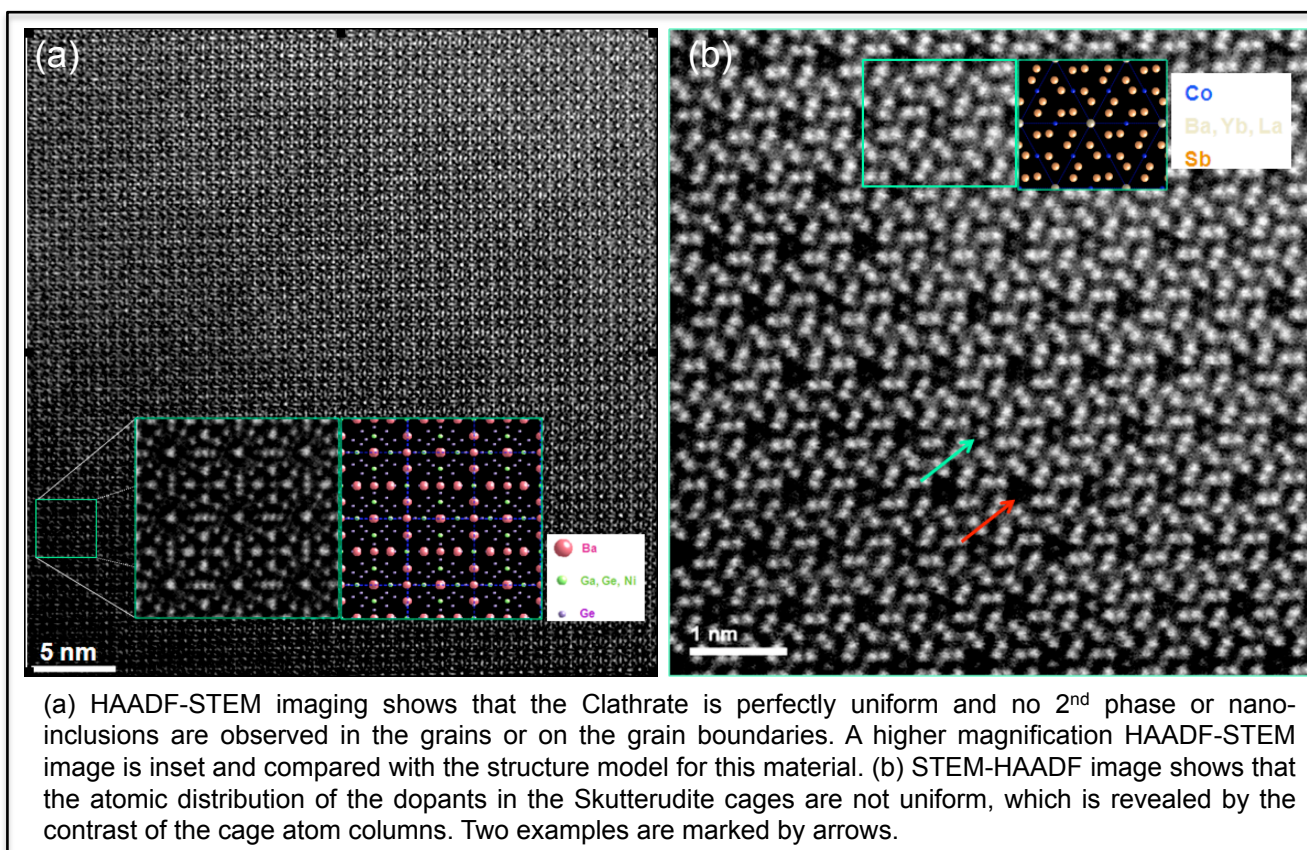 (a)
(b)
Co
Ba, Yb, La
Sb
Ba
Ga, Ge, Ni
Ge
5 nm
1 nm
(a) HAADF-STEM imaging shows that the Clathrate is perfectly uniform and no 2nd phase or nano-
inclusions are observed in the grains or on the grain boundaries. A higher magnification HAADF-STEM
image is inset and compared with the structure model for this material. (b) STEM-HAADF image shows that
the atomic distribution of the dopants in the Skutterudite cages are not uniform, which is revealed by the
contrast of the cage atom columns. Two examples are marked by arrows.